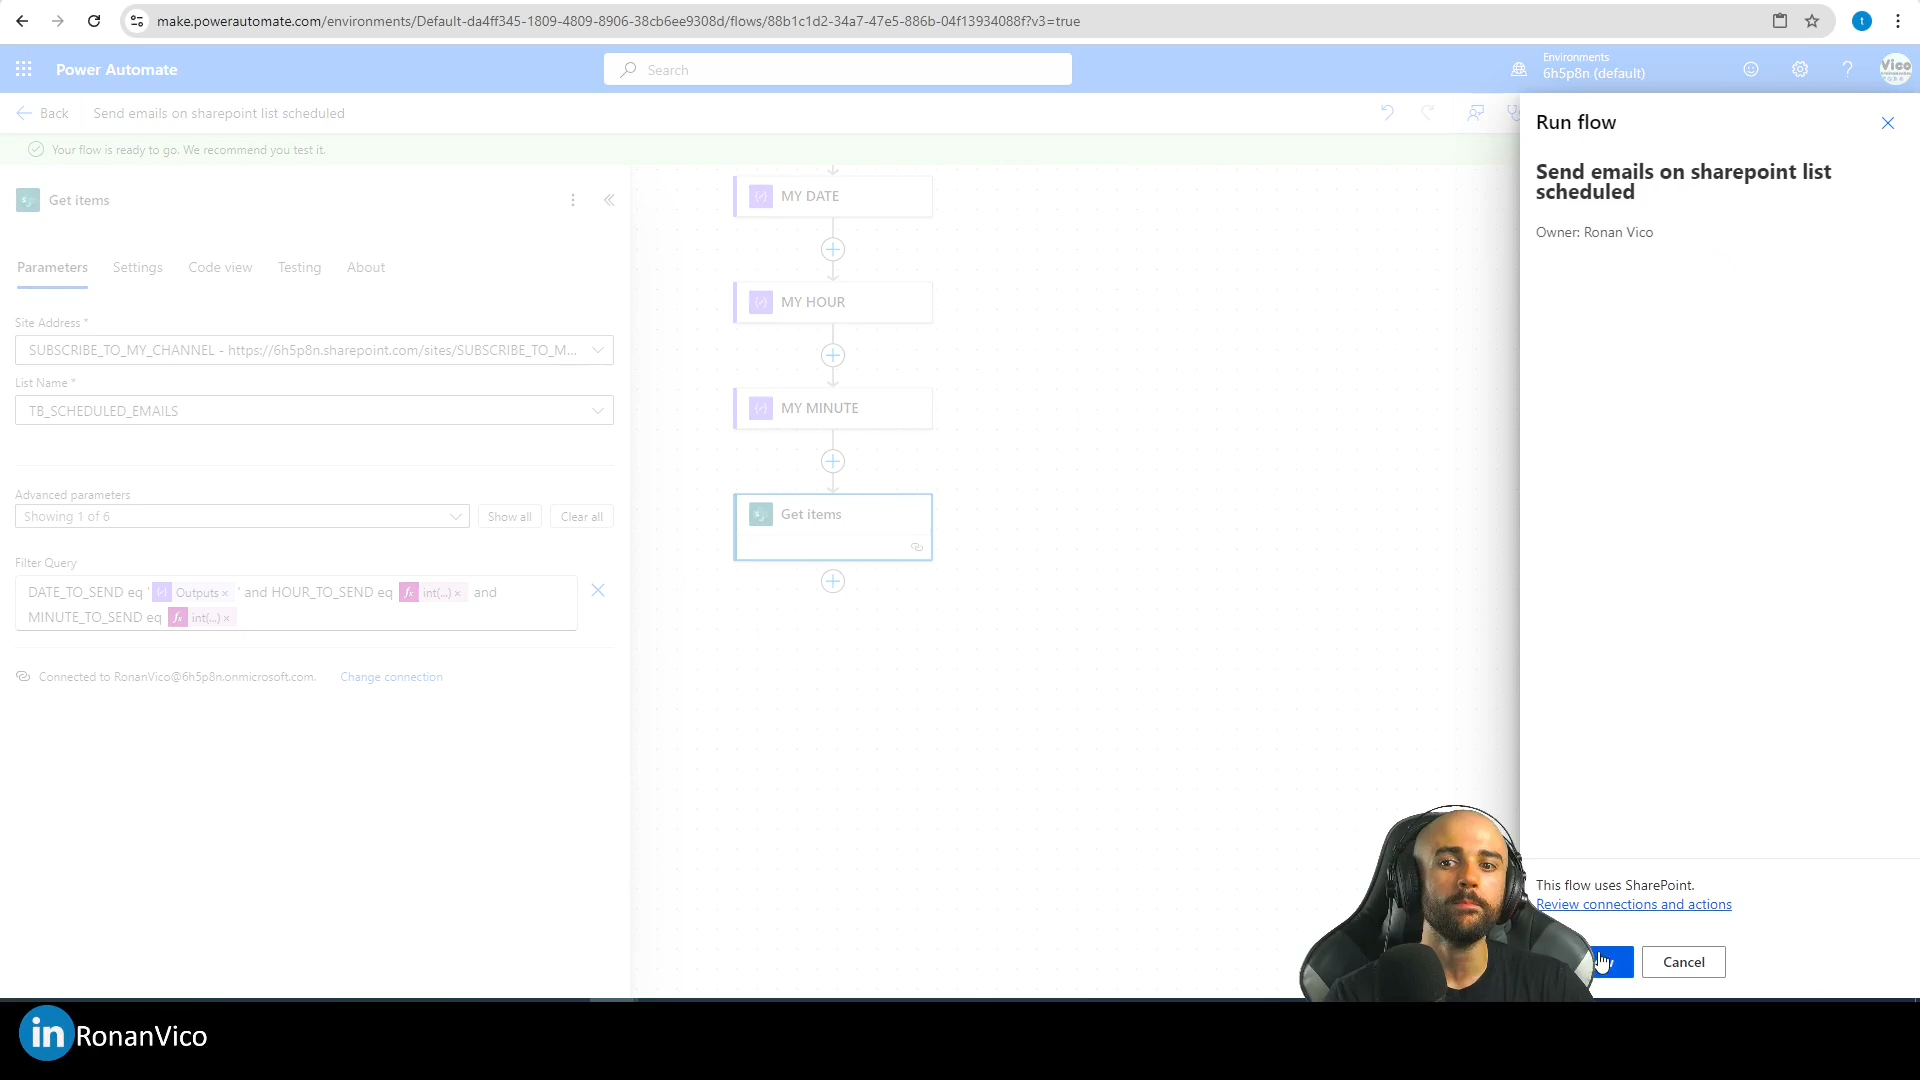 make.powerautomate.com/environments/Default-da4ff345-1809-4809-8906-38cb6ee9308d/flows/88b1c1d2-34a7-47e5-886b-04f13934088f?v3=true
t
Power Automate
Search
Environments
6h5p8n (default)
Vico
Back
Send emails on sharepoint list scheduled
Your flow is ready to go. We recommend you test it.
Get items
Parameters
Settings
Code view
Testing
About
Site Address *
SUBSCRIBE_TO_MY_CHANNEL - https://6h5p8n.sharepoint.com/sites/SUBSCRIBE_TO_M...
List Name *
TB_SCHEDULED_EMAILS
Advanced parameters
Showing 1 of 6
Show all
Clear all
Filter Query
DATE_TO_SEND eq ' Outputs × ' and HOUR_TO_SEND eq fx int(...) × and
MINUTE_TO_SEND eq fx int(...) ×
Connected to RonanVico@6h5p8n.onmicrosoft.com.
Change connection
MY DATE
MY HOUR
MY MINUTE
Get items
Run flow
Send emails on sharepoint list
scheduled
Owner: Ronan Vico
This flow uses SharePoint.
Review connections and actions
Cancel
in RonanVico